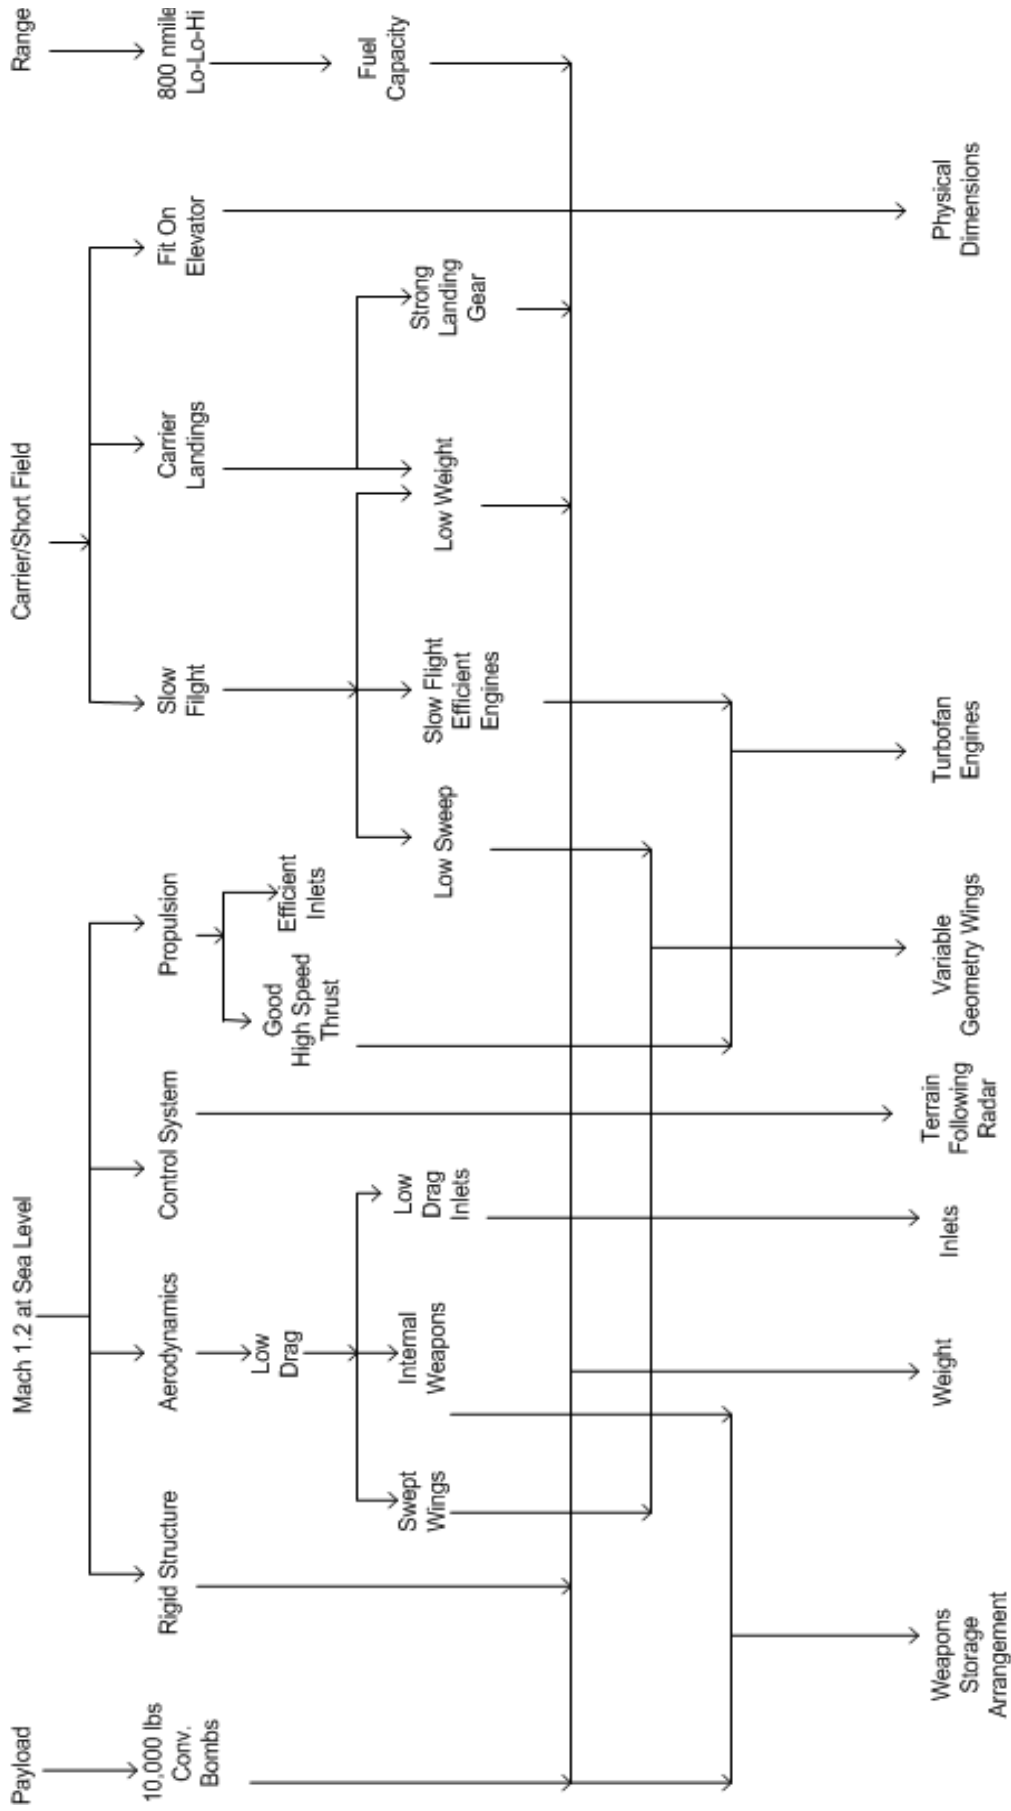 Payload
Mach 1.2 at Sea Level
Carrier/Short Field
Range
10,000 lbs
Conv.
Bombs
Rigid Structure
Aerodynamics
Control System
Propulsion
Slow
Filght
Carrier
Landings
Fit On
Elevator
800 nmile
Lo-Lo-Hi
Low
Drag
Good
High Speed
Thrust
Efficient
Inlets
Fuel
Capacity
Swept
Wings
Internal
Weapons
Low
Drag
Inlets
Low Sweep
Slow Flight
Efficient
Engines
Low Weight
Strong
Landing
Gear
Weapons
Storage
Arrangement
Weight
Inlets
Terrain
Following
Radar
Variable
Geometry Wings
Turbofan
Engines
Physical
Dimensions